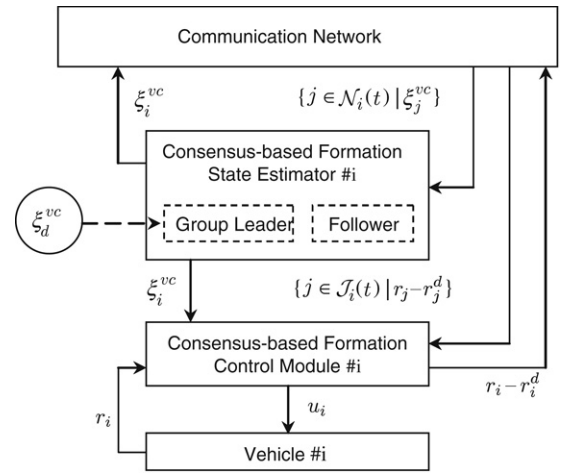 Communication Network
ξ_i^{vc}
{j ∈ 𝒩_i(t) | ξ_j^{vc}}
Consensus-based Formation
State Estimator #i
ξ_d^{vc}
Group Leader
Follower
ξ_i^{vc}
{j ∈ 𝒥_i(t) | r_j – r_j^d}
Consensus-based Formation
Control Module #i
r_i – r_i^d
r_i
u_i
Vehicle #i